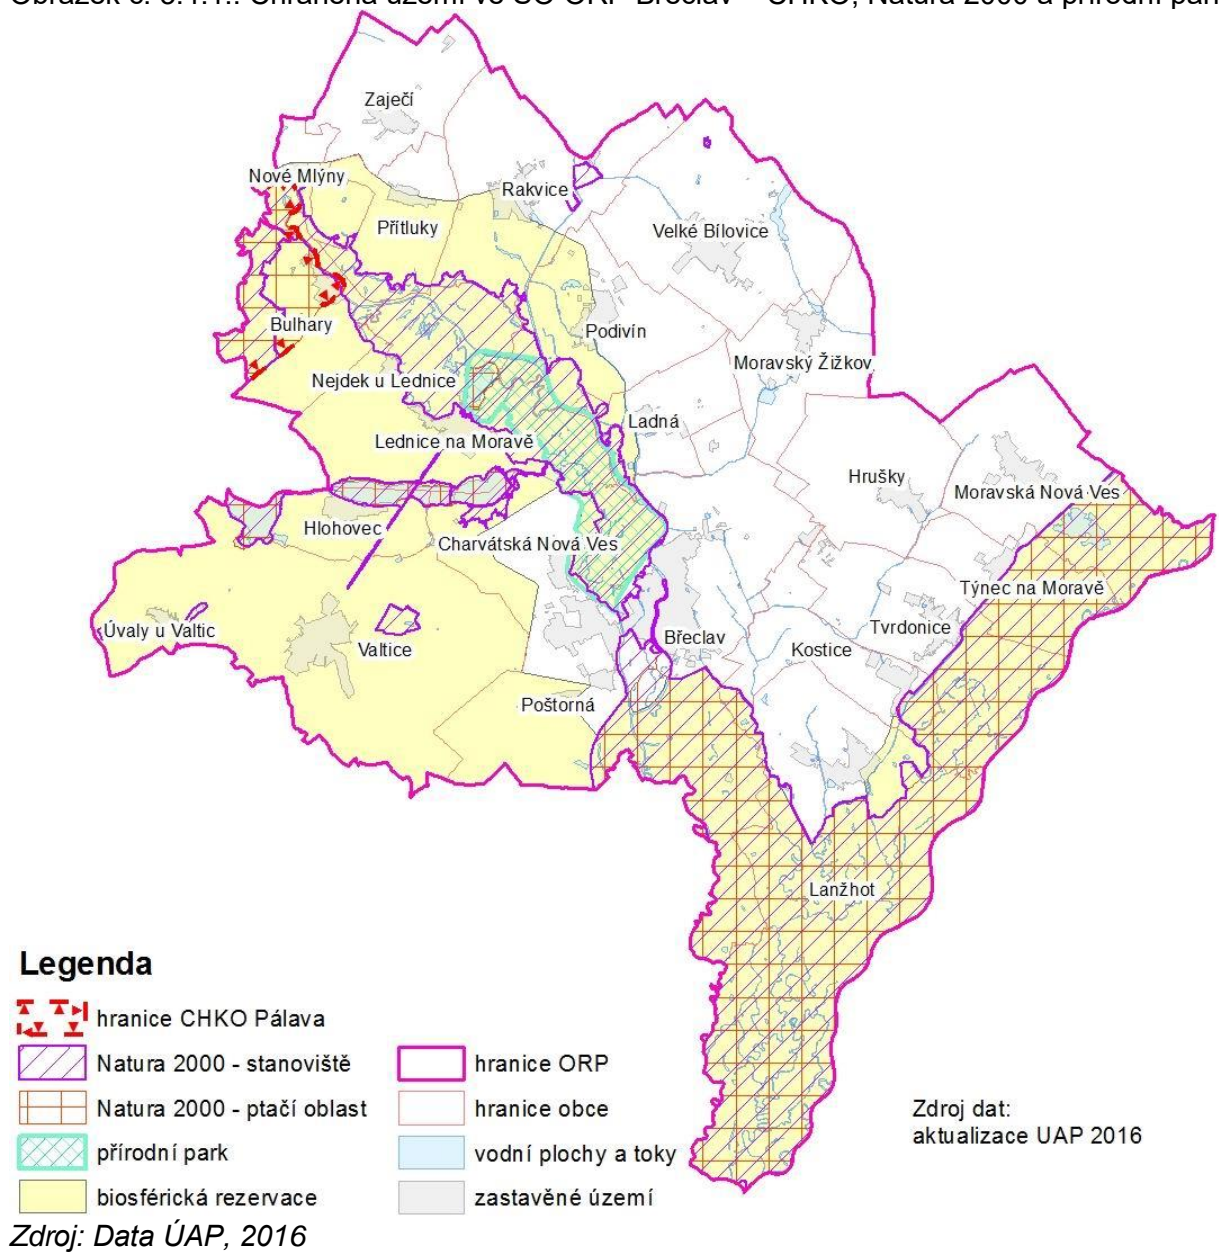 Zaječí
Nové Mlýny
Rakvice
Přítluky
Velké Bílovice
Bulhary
Podivín
Moravský Žižkov
Nejdek u Lednice
Ladná
Lednice na Moravě
Hrušky
Moravská Nová Ves
Hlohovec
Charvátská Nová Ves
Týnec na Moravě
Úvaly u Valtic
Tvrdonice
Valtice
Břeclav
Kostice
Poštorná
Lanžhot
Legenda
hranice CHKO Pálava
Natura 2000 - stanoviště
Natura 2000 - ptačí oblast
přírodní park
biosférická rezervace
hranice ORP
hranice obce
vodní plochy a toky
zastavěné území
Zdroj dat:
aktualizace UAP 2016
Zdroj: Data ÚAP, 2016